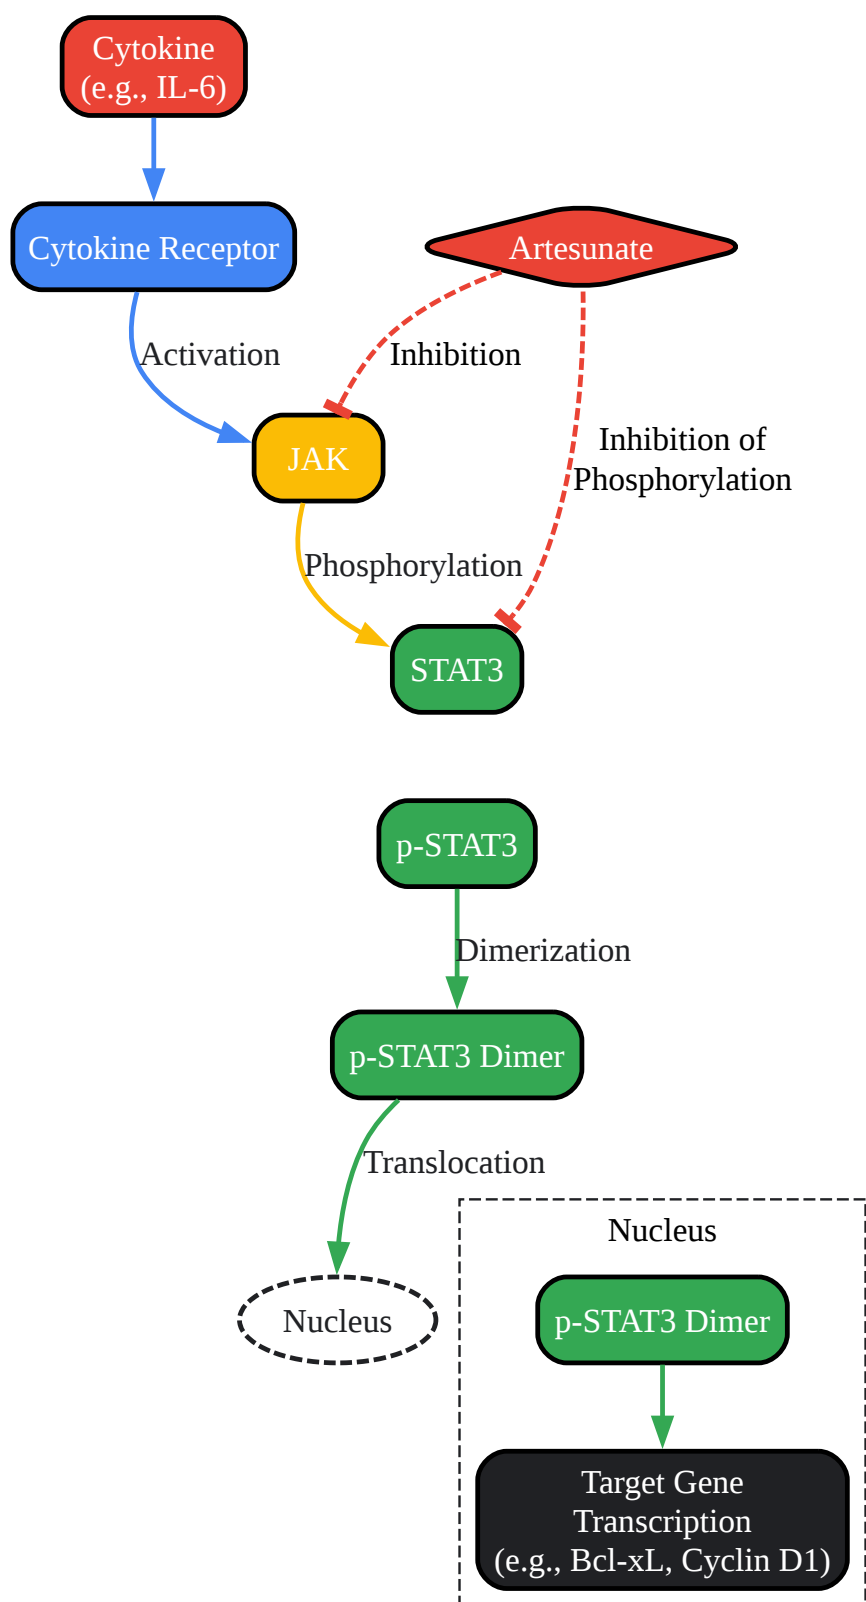 Cytokine
(e.g., IL-6)
Cytokine Receptor
Artesunate
Activation
Inhibition
JAK
Inhibition of
Phosphorylation
Phosphorylation
STAT3
p-STAT3
Dimerization
p-STAT3 Dimer
Translocation
Nucleus
Nucleus
p-STAT3 Dimer
Target Gene
Transcription
(e.g., Bcl-xL, Cyclin D1)